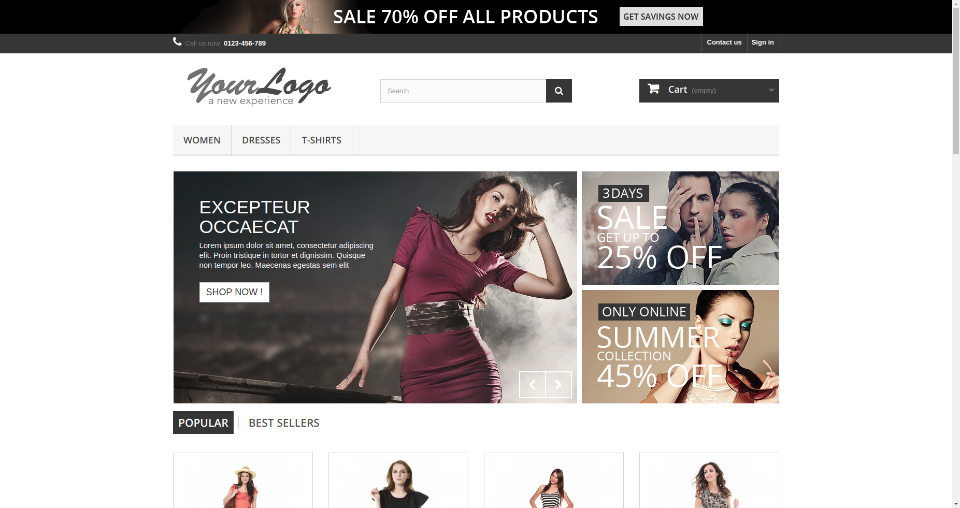 SALE 70% OFF ALL PRODUCTS
GET SAVINGS NOW
Call us now: 0123-456-789
Contact us
Sign in
YourLogo
a new experience
Search
Cart (empty)
WOMEN
DRESSES
T-SHIRTS
EXCEPTEUR
OCCAECAT
Lorem ipsum dolor sit amet, consectetur adipiscing
elit. Proin tristique in tortor et dignissim. Quisque
non tempor leo. Maecenas egestas sem elit
SHOP NOW !
3DAYS
SALE
GET UP TO
25% OFF
ONLY ONLINE
SUMMER
COLLECTION
45% OFF
POPULAR
BEST SELLERS